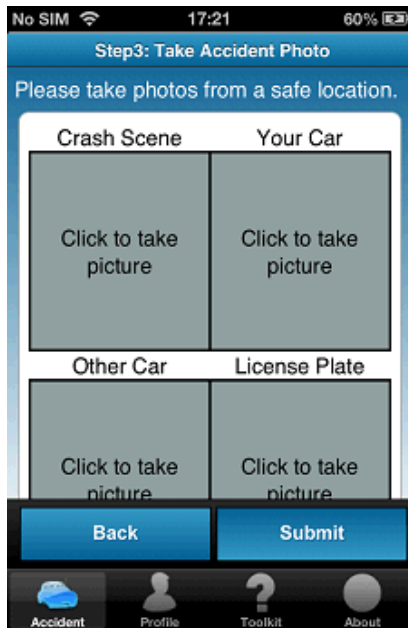 No SIM 17:21 60%
Step3: Take Accident Photo
Please take photos from a safe location.
Crash Scene Your Car
Click to take Click to take
picture picture
Other Car License Plate
Click to take Click to take
picture picture
Back Submit
Accident Profile Toolkit About